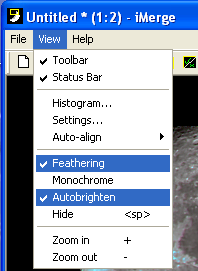 Untitled * (1:2) - iMerge
File View Help
Toolbar
Status Bar
Histogram...
Settings...
Auto-align
Feathering
Monochrome
Autobrighten
Hide <sp>
Zoom in +
Zoom out -